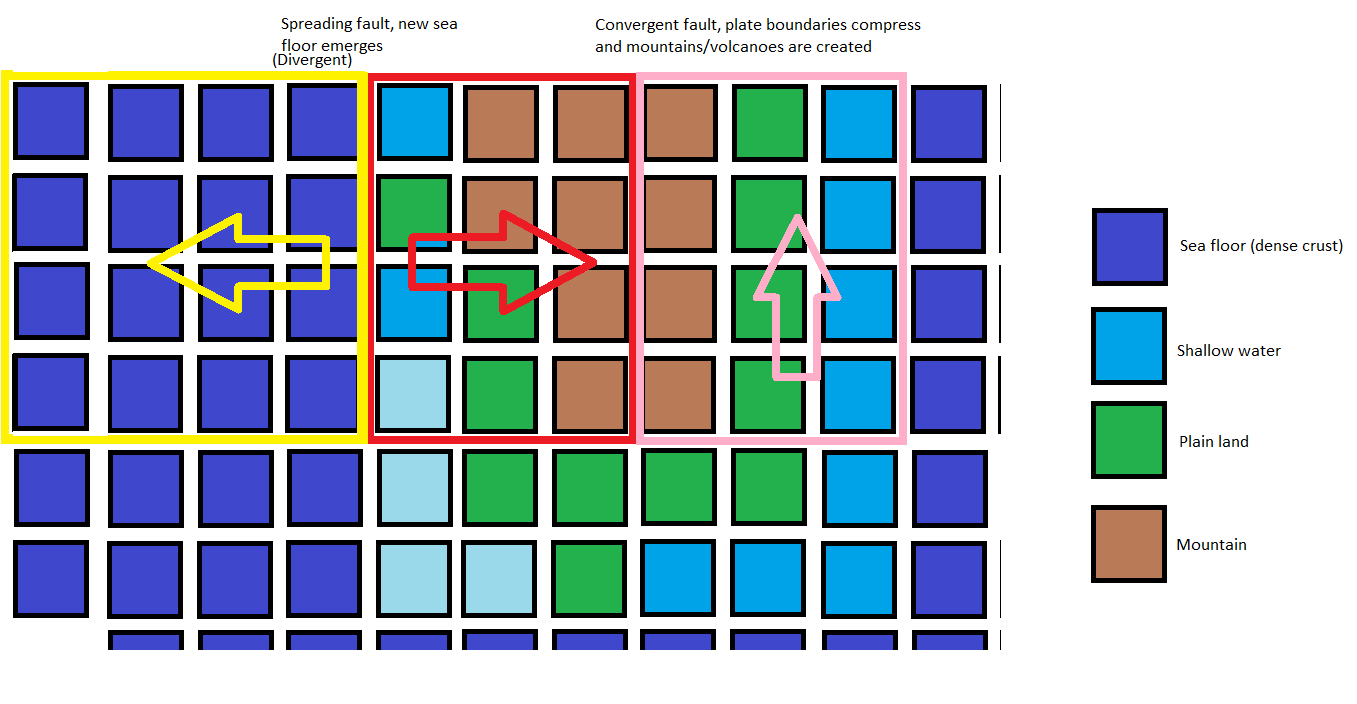 Spreading fault, new sea
floor emerges
(Divergent)
Convergent fault, plate boundaries compress
and mountains/volcanoes are created
Sea floor (dense crust)
Shallow water
Plain land
Mountain